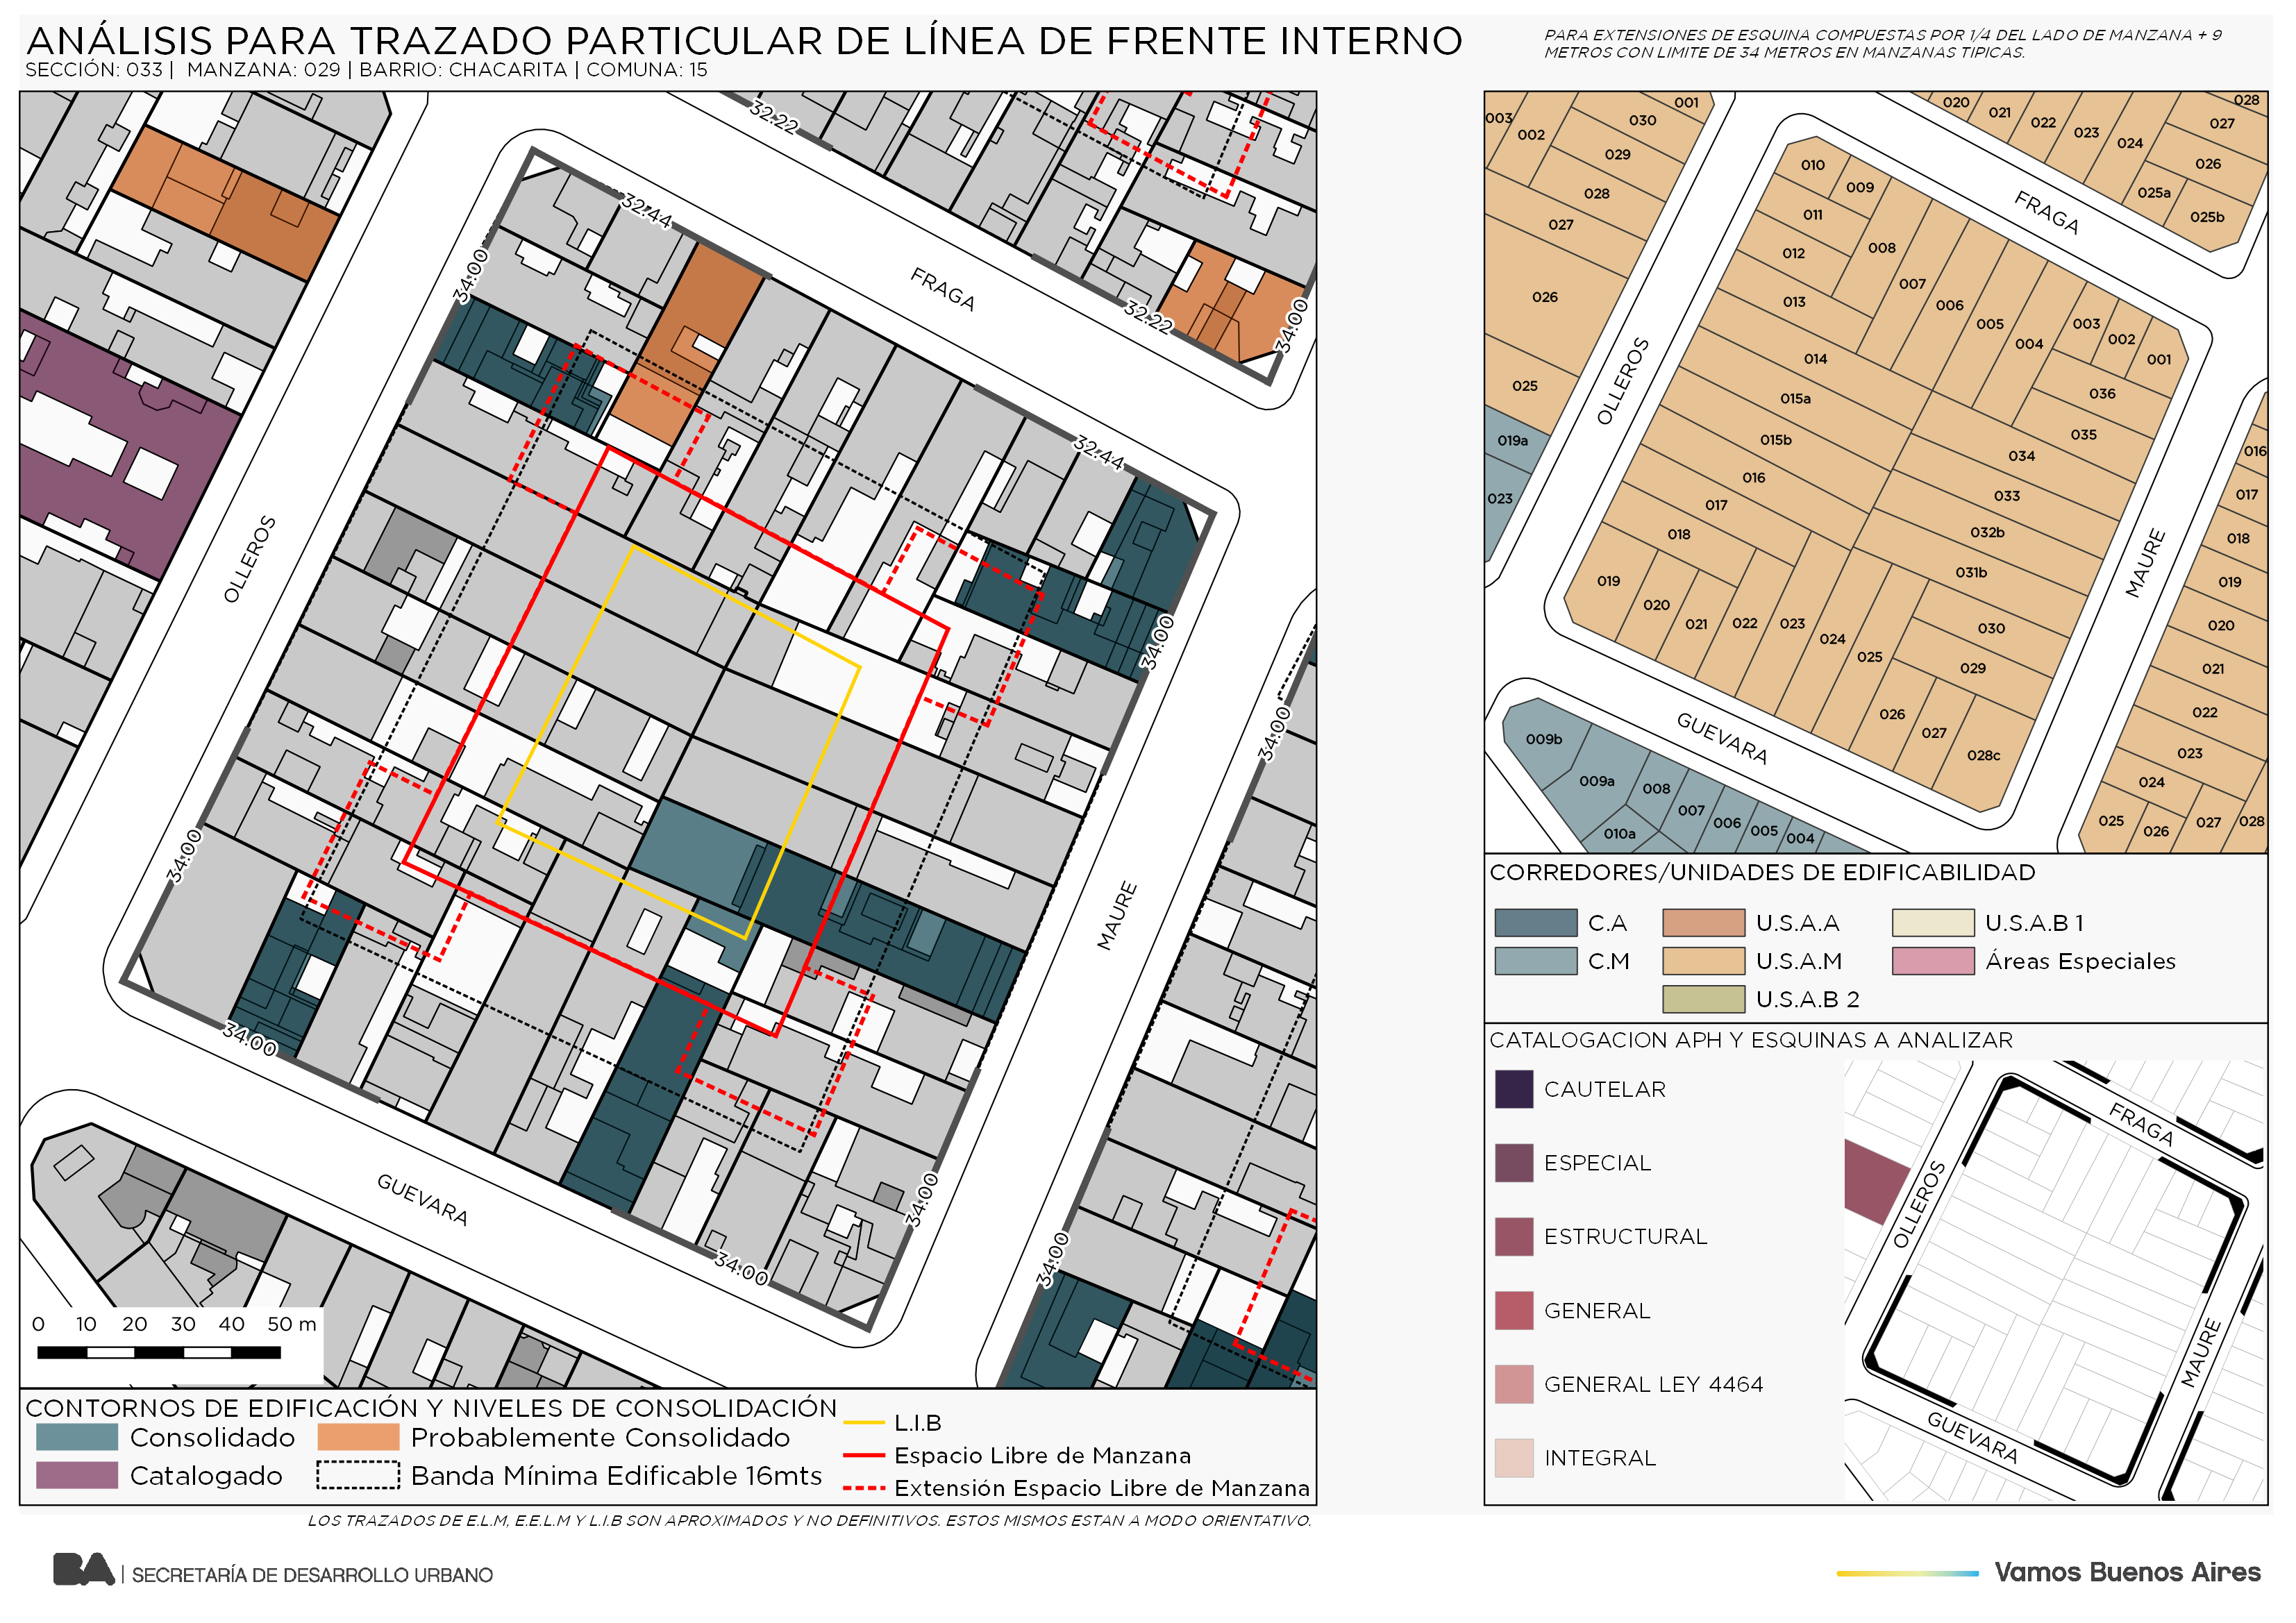 ANÁLISIS PARA TRAZADO PARTICULAR DE LÍNEA DE FRENTE INTERNO
SECCIÓN: 033 | MANZANA: 029 | BARRIO: CHACARITA | COMUNA: 15
PARA EXTENSIONES DE ESQUINA COMPUESTAS POR 1/4 DEL LADO DE MANZANA + 9
METROS CON LIMITE DE 34 METROS EN MANZANAS TIPICAS.
32.22
32.44
34.00
FRAGA
32.22
34.00
32.44
OLLEROS
34.00
34.00
34.00
MAURE
34.00
GUEVARA
34.00
34.00
34.00
0 10 20 30 40 50 m
CONTORNOS DE EDIFICACIÓN Y NIVELES DE CONSOLIDACIÓN
Consolidado
Probablemente Consolidado
Catalogado
Banda Mínima Edificable 16mts
L.I.B
Espacio Libre de Manzana
Extensión Espacio Libre de Manzana
LOS TRAZADOS DE E.L.M, E.E.L.M Y L.I.B SON APROXIMADOS Y NO DEFINITIVOS. ESTOS MISMOS ESTAN A MODO ORIENTATIVO.
003
002
001
030
029
028
027
026
025
019a
023
020
021
022
023
024
028
027
026
025a
025b
FRAGA
010
009
011
012
008
013
007
006
005
004
003
002
001
014
036
015a
035
015b
034
016
033
017
032b
018
031b
019
020
021
022
023
024
025
030
029
026
027
028c
OLLEROS
MAURE
GUEVARA
016
017
018
019
020
021
022
023
024
025
026
027
028
009b
009a
008
007
006
005
004
010a
CORREDORES/UNIDADES DE EDIFICABILIDAD
C.A
U.S.A.A
U.S.A.B 1
C.M
U.S.A.M
Áreas Especiales
U.S.A.B 2
CATALOGACION APH Y ESQUINAS A ANALIZAR
CAUTELAR
ESPECIAL
ESTRUCTURAL
GENERAL
GENERAL LEY 4464
INTEGRAL
FRAGA
OLLEROS
MAURE
GUEVARA
BA | SECRETARÍA DE DESARROLLO URBANO
Vamos Buenos Aires